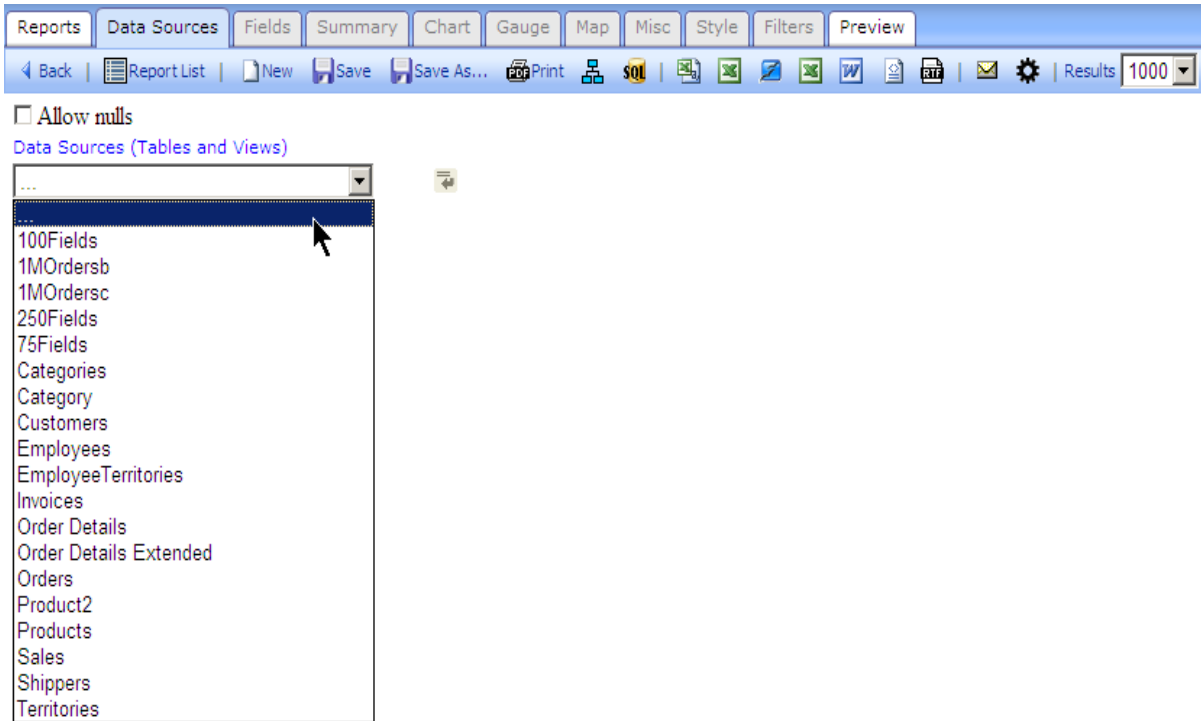 Reports Data Sources Fields Summary Chart Gauge Map Misc Style Filters Preview
Back | Report List | New Save Save As... PDF Print SQL | W RTF | | Results 1000
Allow nulls
Data Sources (Tables and Views)
...
...
100Fields
1MOrdersb
1MOrdersc
250Fields
75Fields
Categories
Category
Customers
Employees
EmployeeTerritories
Invoices
Order Details
Order Details Extended
Orders
Product2
Products
Sales
Shippers
Territories